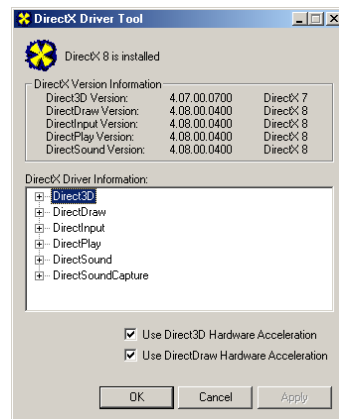 DirectX Driver Tool
DirectX 8 is installed
DirectX Version Information
Direct3D Version: 4.07.00.0700 DirectX 7
DirectDraw Version: 4.08.00.0400 DirectX 8
DirectInput Version: 4.08.00.0400 DirectX 8
DirectPlay Version: 4.08.00.0400 DirectX 8
DirectSound Version: 4.08.00.0400 DirectX 8
DirectX Driver Information:
Direct3D
DirectDraw
DirectInput
DirectPlay
DirectSound
DirectSoundCapture
Use Direct3D Hardware Acceleration
Use DirectDraw Hardware Acceleration
OK Cancel Apply